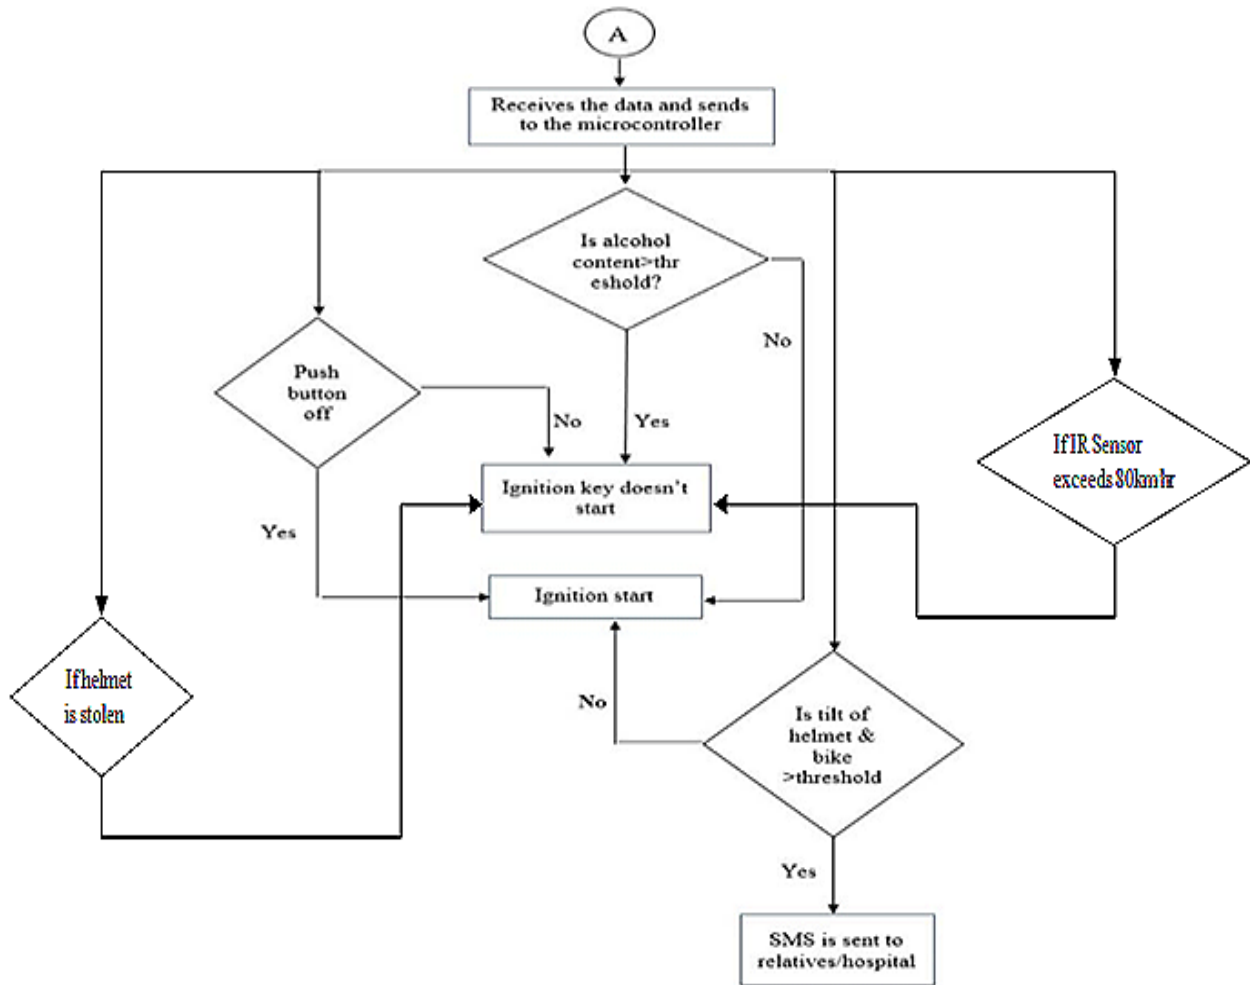 A
Receives the data and sends
to the microcontroller
Is alcohol
content>thr
eshold?
No
Push
button
off
No
Yes
If IR Sensor
exceeds 80km/hr
Ignition key doesn't
start
Yes
Ignition start
If helmet
is stolen
No
Is tilt of
helmet &
bike
>threshold
Yes
SMS is sent to
relatives/hospital